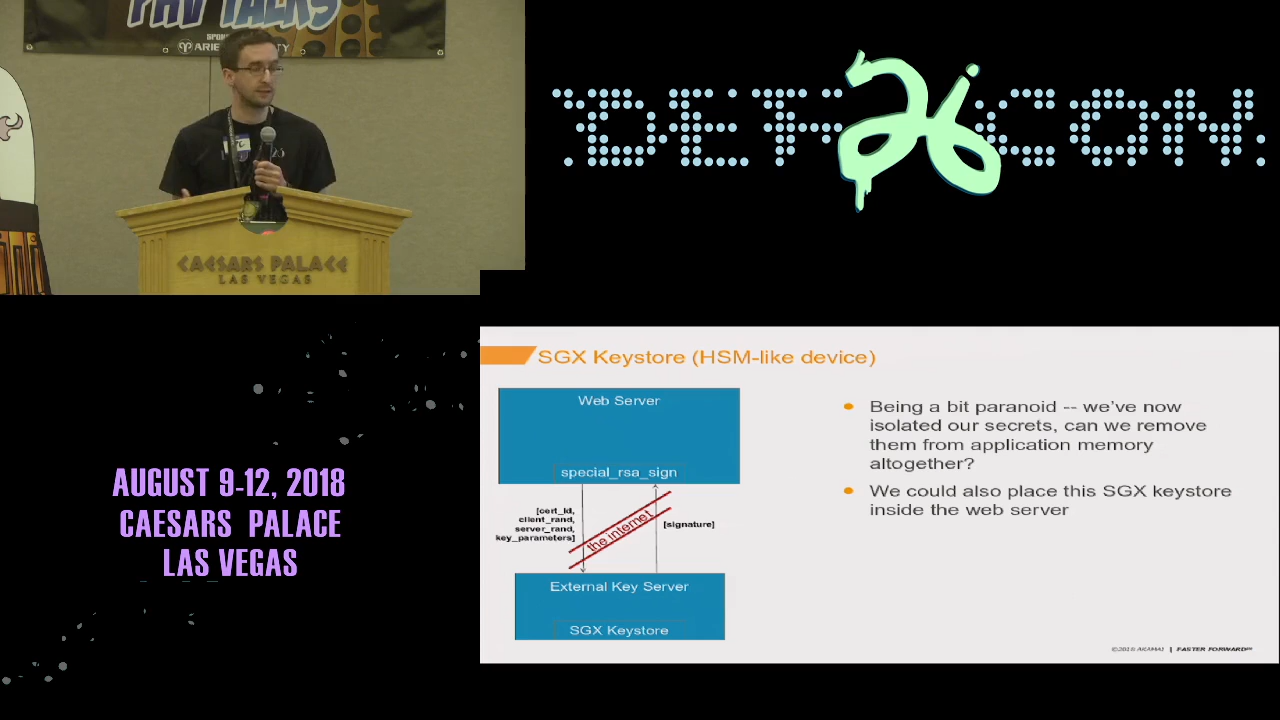 PHV TALKS
DEF CON
26
CAESARS PALACE
LAS VEGAS
AUGUST 9-12, 2018
CAESARS PALACE
LAS VEGAS
SGX Keystore (HSM-like device)
Web Server
special_rsa_sign
[cert_id,
client_rand,
server_rand,
key_parameters]
the internet
[signature]
External Key Server
SGX Keystore
Being a bit paranoid -- we've now
isolated our secrets, can we remove
them from application memory
altogether?
We could also place this SGX keystore
inside the web server
©2018 AKAMAI | FASTER FORWARD